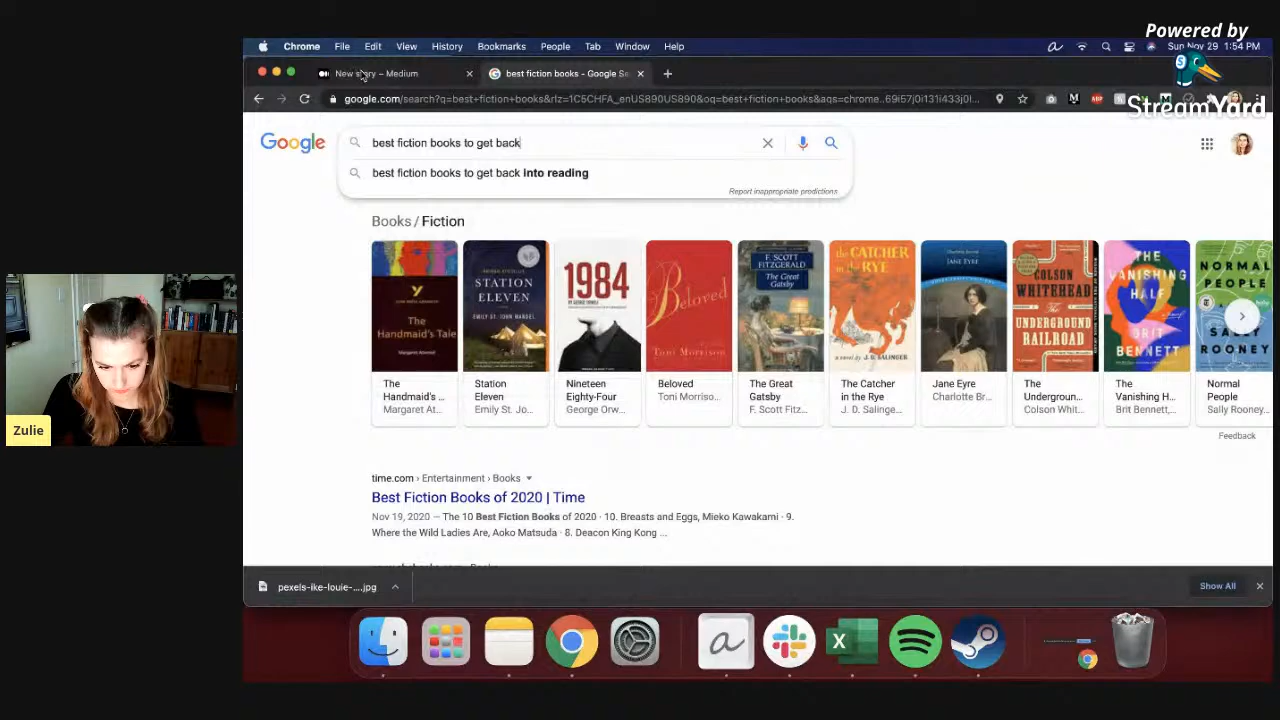 Powered by
StreamYard
Chrome File Edit View History Bookmarks People Tab Window Help
Sun Nov 29 1:54 PM
New story – Medium
best fiction books - Google Se
google.com/search?q=best+fiction+books&rlz=1C5CHFA_enUS890US890&oq=best+fiction+books&aqs=chrome..69i57j0i131i433j0!...
Google
best fiction books to get back
best fiction books to get back into reading
Report inappropriate predictions
Books / Fiction
The Handmaid's Tale
STATION ELEVEN
EMILY ST. JOHN MANDEL
1984
BY GEORGE ORWELL
Beloved
Toni Morrison
F. SCOTT FITZGERALD
The Great Gatsby
the CATCHER in the RYE
a novel by J. D. SALINGER
JANE EYRE
COLSON WHITEHEAD
The UNDERGROUND RAILROAD
THE VANISHING HALF
BRIT BENNETT
NORMAL PEOPLE
SALLY ROONEY
The Handmaid's ...
Margaret At...
Station Eleven
Emily St. Jo...
Nineteen Eighty-Four
George Orw...
Beloved
Toni Morriso...
The Great Gatsby
F. Scott Fitz...
The Catcher in the Rye
J. D. Salinge...
Jane Eyre
Charlotte Br...
The Undergroun...
Colson Whit...
The Vanishing H...
Brit Bennett,...
Normal People
Sally Rooney...
Feedback
time.com › Entertainment › Books
Best Fiction Books of 2020 | Time
Nov 19, 2020 — The 10 Best Fiction Books of 2020 · 10. Breasts and Eggs, Mieko Kawakami · 9.
Where the Wild Ladies Are, Aoko Matsuda · 8. Deacon King Kong ...
pexels-ike-louie-....jpg
Show All
Zulie